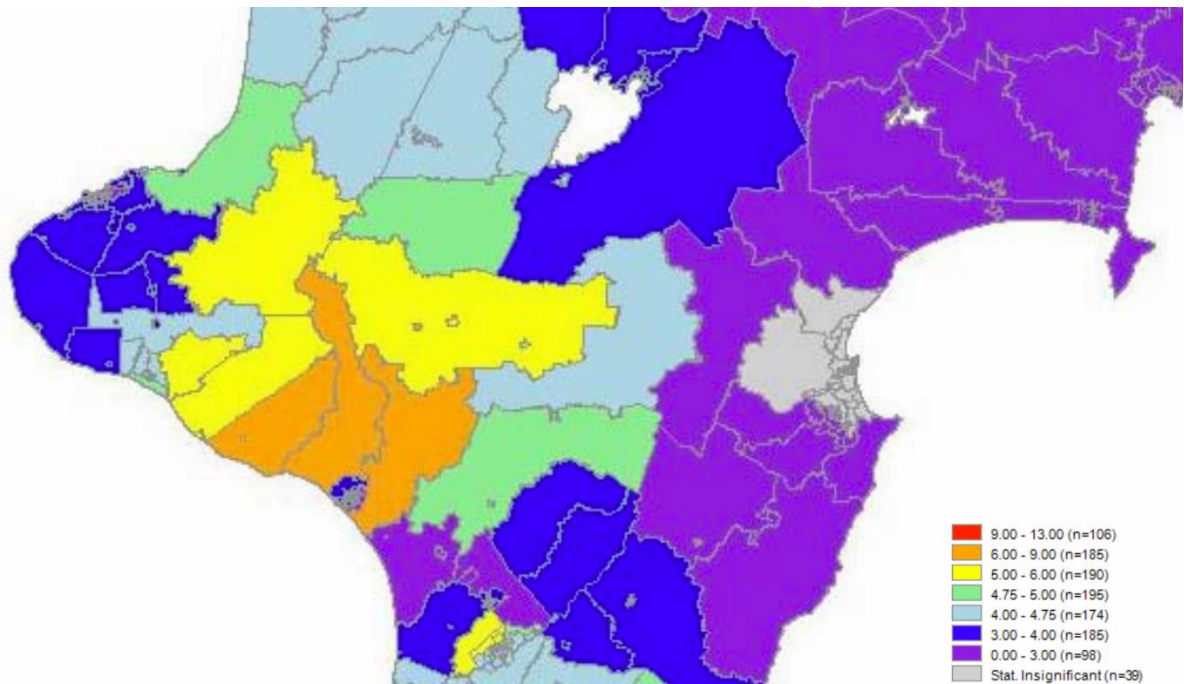 9.00 - 13.00 (n=106)
6.00 - 9.00 (n=185)
5.00 - 6.00 (n=190)
4.75 - 5.00 (n=195)
4.00 - 4.75 (n=174)
3.00 - 4.00 (n=185)
0.00 - 3.00 (n=98)
Stat. Insignificant (n=39)